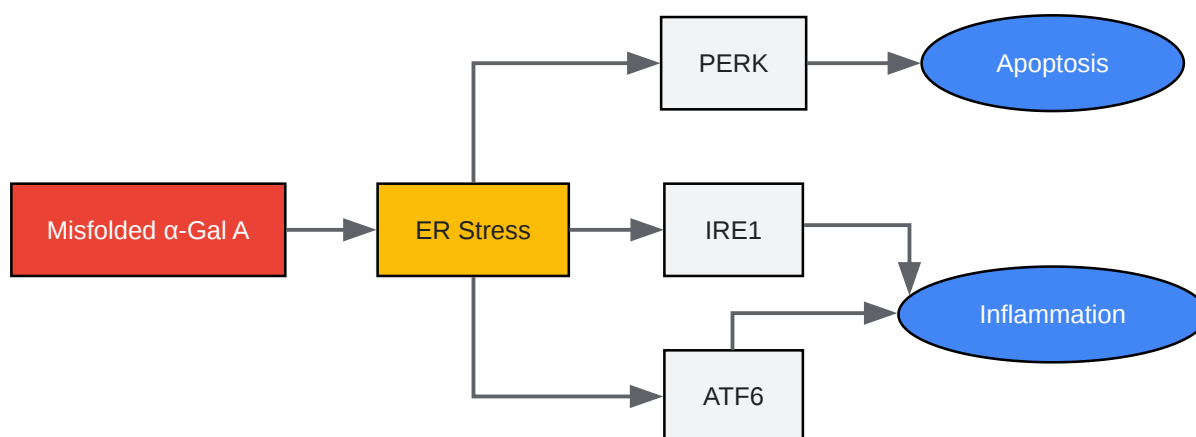 PERK
Apoptosis
Misfolded α-Gal A
ER Stress
IRE1
Inflammation
ATF6